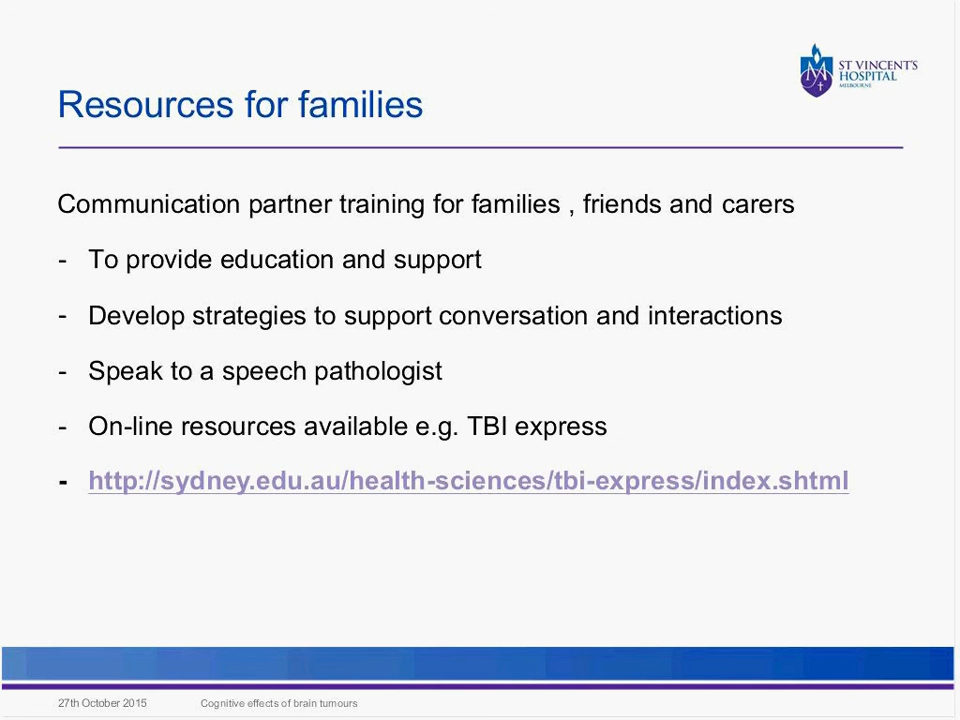 ST VINCENT'S
HOSPITAL
MELBOURNE
Resources for families
Communication partner training for families , friends and carers
- To provide education and support
- Develop strategies to support conversation and interactions
- Speak to a speech pathologist
- On-line resources available e.g. TBI express
- http://sydney.edu.au/health-sciences/tbi-express/index.shtml
27th October 2015 Cognitive effects of brain tumours